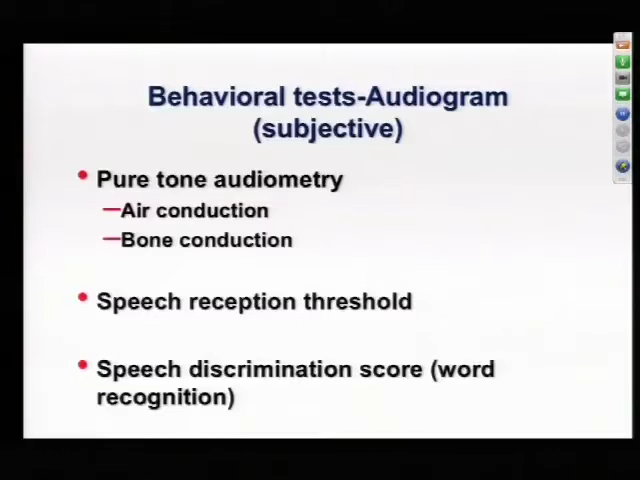 Behavioral tests-Audiogram
(subjective)
• Pure tone audiometry
—Air conduction
—Bone conduction
• Speech reception threshold
• Speech discrimination score (word
recognition)